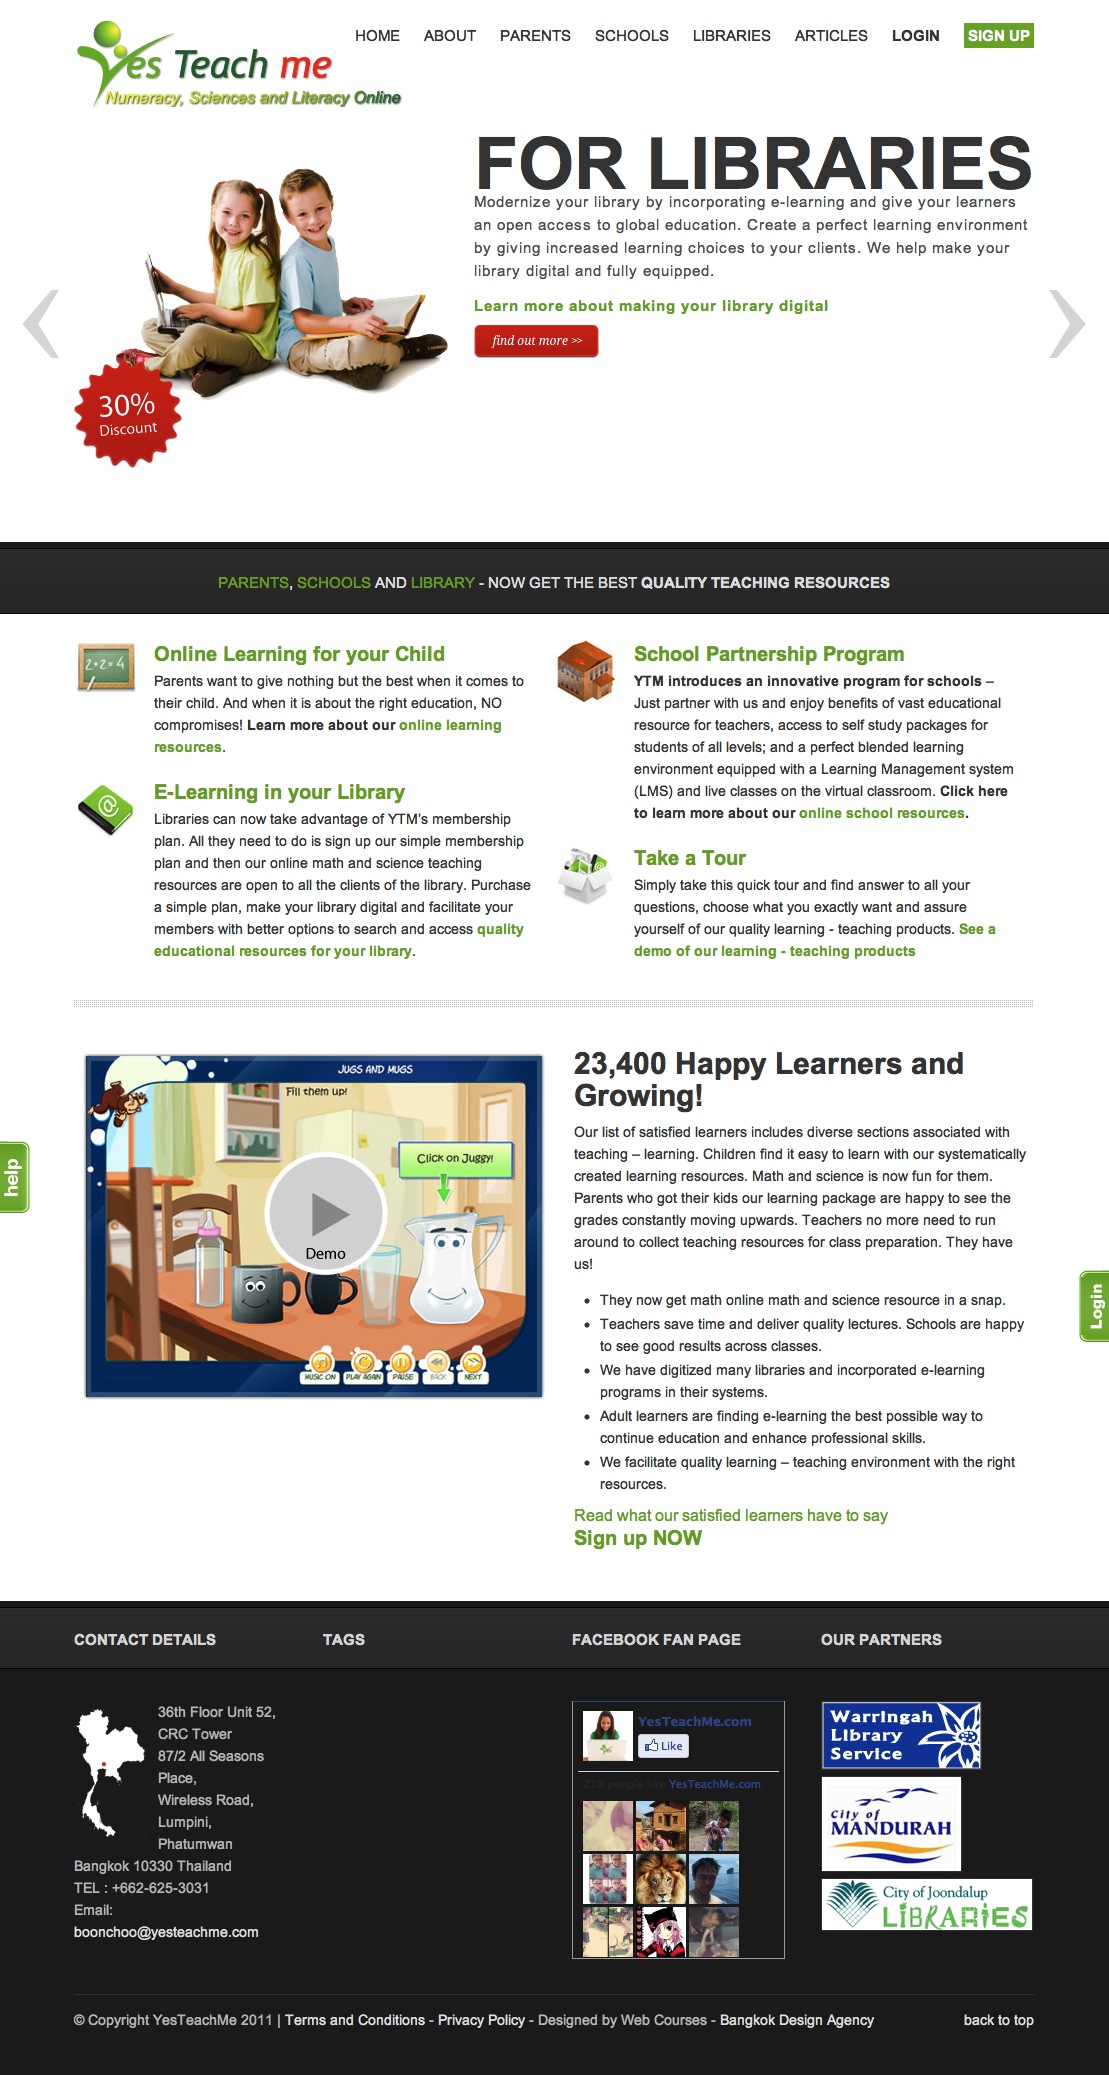 Yes Teach me
Numeracy, Sciences and Literacy Online
HOME ABOUT PARENTS SCHOOLS LIBRARIES ARTICLES LOGIN SIGN UP
FOR LIBRARIES
Modernize your library by incorporating e-learning and give your learners
an open access to global education. Create a perfect learning environment
by giving increased learning choices to your clients. We help make your
library digital and fully equipped.
Learn more about making your library digital
find out more >>
30%
Discount
PARENTS, SCHOOLS AND LIBRARY - NOW GET THE BEST QUALITY TEACHING RESOURCES
2+2=4
Online Learning for your Child
Parents want to give nothing but the best when it comes to
their child. And when it is about the right education, NO
compromises! Learn more about our online learning
resources.
E-Learning in your Library
Libraries can now take advantage of YTM's membership
plan. All they need to do is sign up our simple membership
plan and then our online math and science teaching
resources are open to all the clients of the library. Purchase
a simple plan, make your library digital and facilitate your
members with better options to search and access quality
educational resources for your library.
School Partnership Program
YTM introduces an innovative program for schools –
Just partner with us and enjoy benefits of vast educational
resource for teachers, access to self study packages for
students of all levels; and a perfect blended learning
environment equipped with a Learning Management system
(LMS) and live classes on the virtual classroom. Click here
to learn more about our online school resources.
Take a Tour
Simply take this quick tour and find answer to all your
questions, choose what you exactly want and assure
yourself of our quality learning - teaching products. See a
demo of our learning - teaching products
help
JUGS AND MUGS
Fill them up!
Click on Juggy!
Demo
MUSIC ON PLAY AGAIN PAUSE BACK NEXT
23,400 Happy Learners and
Growing!
Our list of satisfied learners includes diverse sections associated with
teaching – learning. Children find it easy to learn with our systematically
created learning resources. Math and science is now fun for them.
Parents who got their kids our learning package are happy to see the
grades constantly moving upwards. Teachers no more need to run
around to collect teaching resources for class preparation. They have
us!
• They now get math online math and science resource in a snap.
• Teachers save time and deliver quality lectures. Schools are happy
to see good results across classes.
• We have digitized many libraries and incorporated e-learning
programs in their systems.
• Adult learners are finding e-learning the best possible way to
continue education and enhance professional skills.
• We facilitate quality learning – teaching environment with the right
resources.
Read what our satisfied learners have to say
Sign up NOW
Login
CONTACT DETAILS
36th Floor Unit 52,
CRC Tower
87/2 All Seasons
Place,
Wireless Road,
Lumpini,
Phatumwan
Bangkok 10330 Thailand
TEL : +662-625-3031
Email:
boonchoo@yesteachme.com
TAGS
FACEBOOK FAN PAGE
YesTeachMe.com
Like
210 people like YesTeachMe.com.
OUR PARTNERS
Warringah
Library
Service
City of
MANDURAH
City of Joondalup
LIBRARIES
© Copyright YesTeachMe 2011 | Terms and Conditions - Privacy Policy - Designed by Web Courses - Bangkok Design Agency
back to top